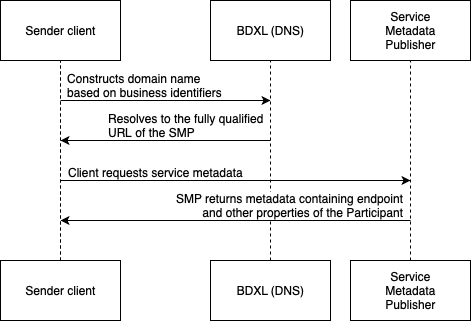 Sender client
BDXL (DNS)
Service
Metadata
Publisher
Constructs domain name
based on business identifiers
Resolves to the fully qualified
URL of the SMP
Client requests service metadata
SMP returns metadata containing endpoint
and other properties of the Participant
Sender client
BDXL (DNS)
Service
Metadata
Publisher